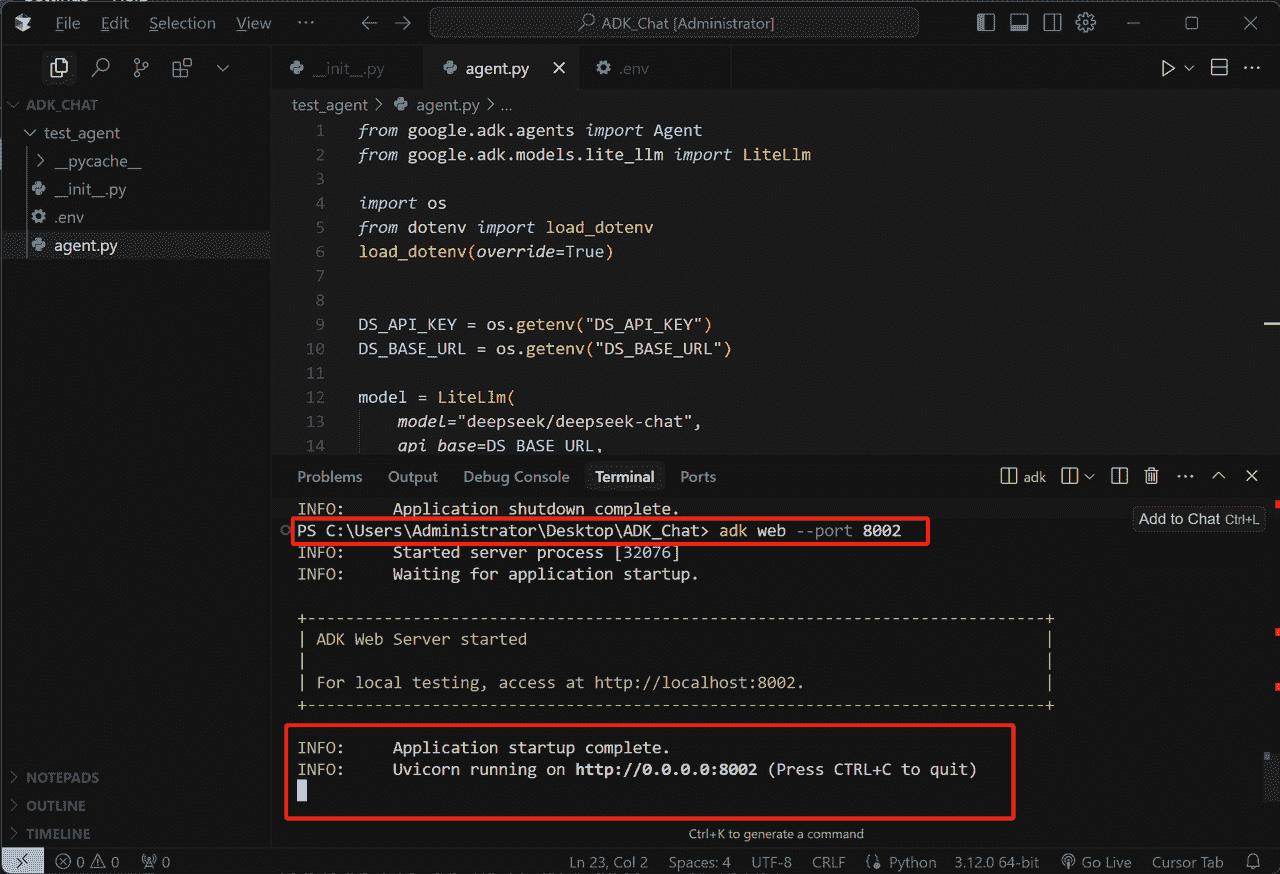 File Edit Selection View ··· ADK_Chat [Administrator]
__init__.py agent.py .env
ADK_CHAT
test_agent
__pycache__
__init__.py
.env
agent.py
NOTEPADS
OUTLINE
TIMELINE
test_agent > agent.py > ...
1 from google.adk.agents import Agent
2 from google.adk.models.lite_llm import LiteLlm
3
4 import os
5 from dotenv import load_dotenv
6 load_dotenv(override=True)
7
8
9 DS_API_KEY = os.getenv("DS_API_KEY")
10 DS_BASE_URL = os.getenv("DS_BASE_URL")
11
12 model = LiteLlm(
13 model="deepseek/deepseek-chat",
14 api_base=DS_BASE_URL,
Problems Output Debug Console Terminal Ports adk
INFO: Application shutdown complete.
Add to Chat Ctrl+L
PS C:\Users\Administrator\Desktop\ADK_Chat> adk web --port 8002
INFO: Started server process [32076]
INFO: Waiting for application startup.
+-----------------------------------------------------------------------------+
| ADK Web Server started |
| |
| For local testing, access at http://localhost:8002. |
+-----------------------------------------------------------------------------+
INFO: Application startup complete.
INFO: Uvicorn running on http://0.0.0.0:8002 (Press CTRL+C to quit)
Ctrl+K to generate a command
0 0 0 Ln 23, Col 2 Spaces: 4 UTF-8 CRLF Python 3.12.0 64-bit Go Live Cursor Tab